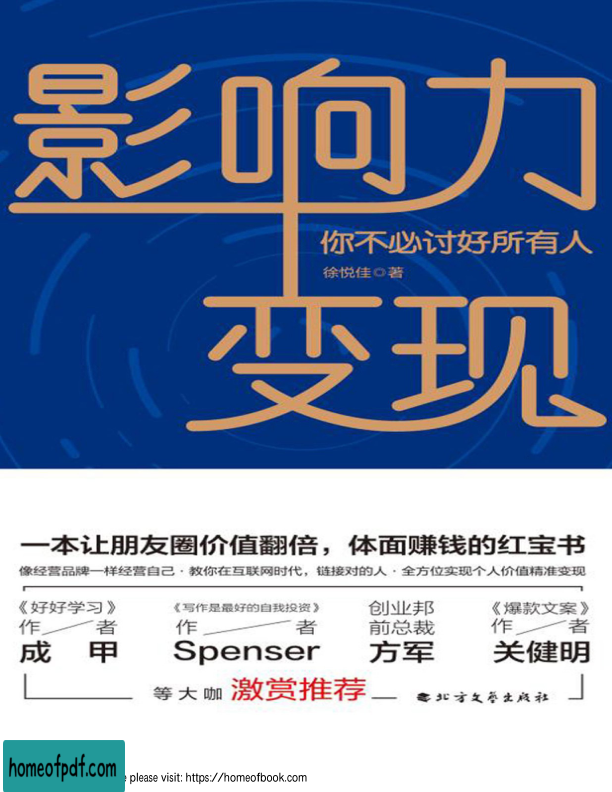 影响力
你不必讨好所有人
徐悦佳◎著
变现
一本让朋友圈价值翻倍，体面赚钱的红宝书
像经营品牌一样经营自己·教你在互联网时代，链接对的人·全方位实现个人价值精准变现
《好好学习》 《写作是最好的自我投资》 创业邦 《爆款文案》
作者 作者 前总裁 作者
成甲 Spenser 方军 关健明
等大咖 激赏推荐
北方文艺出版社
homeofpdf.com
e please visit: https://homeofbook.com